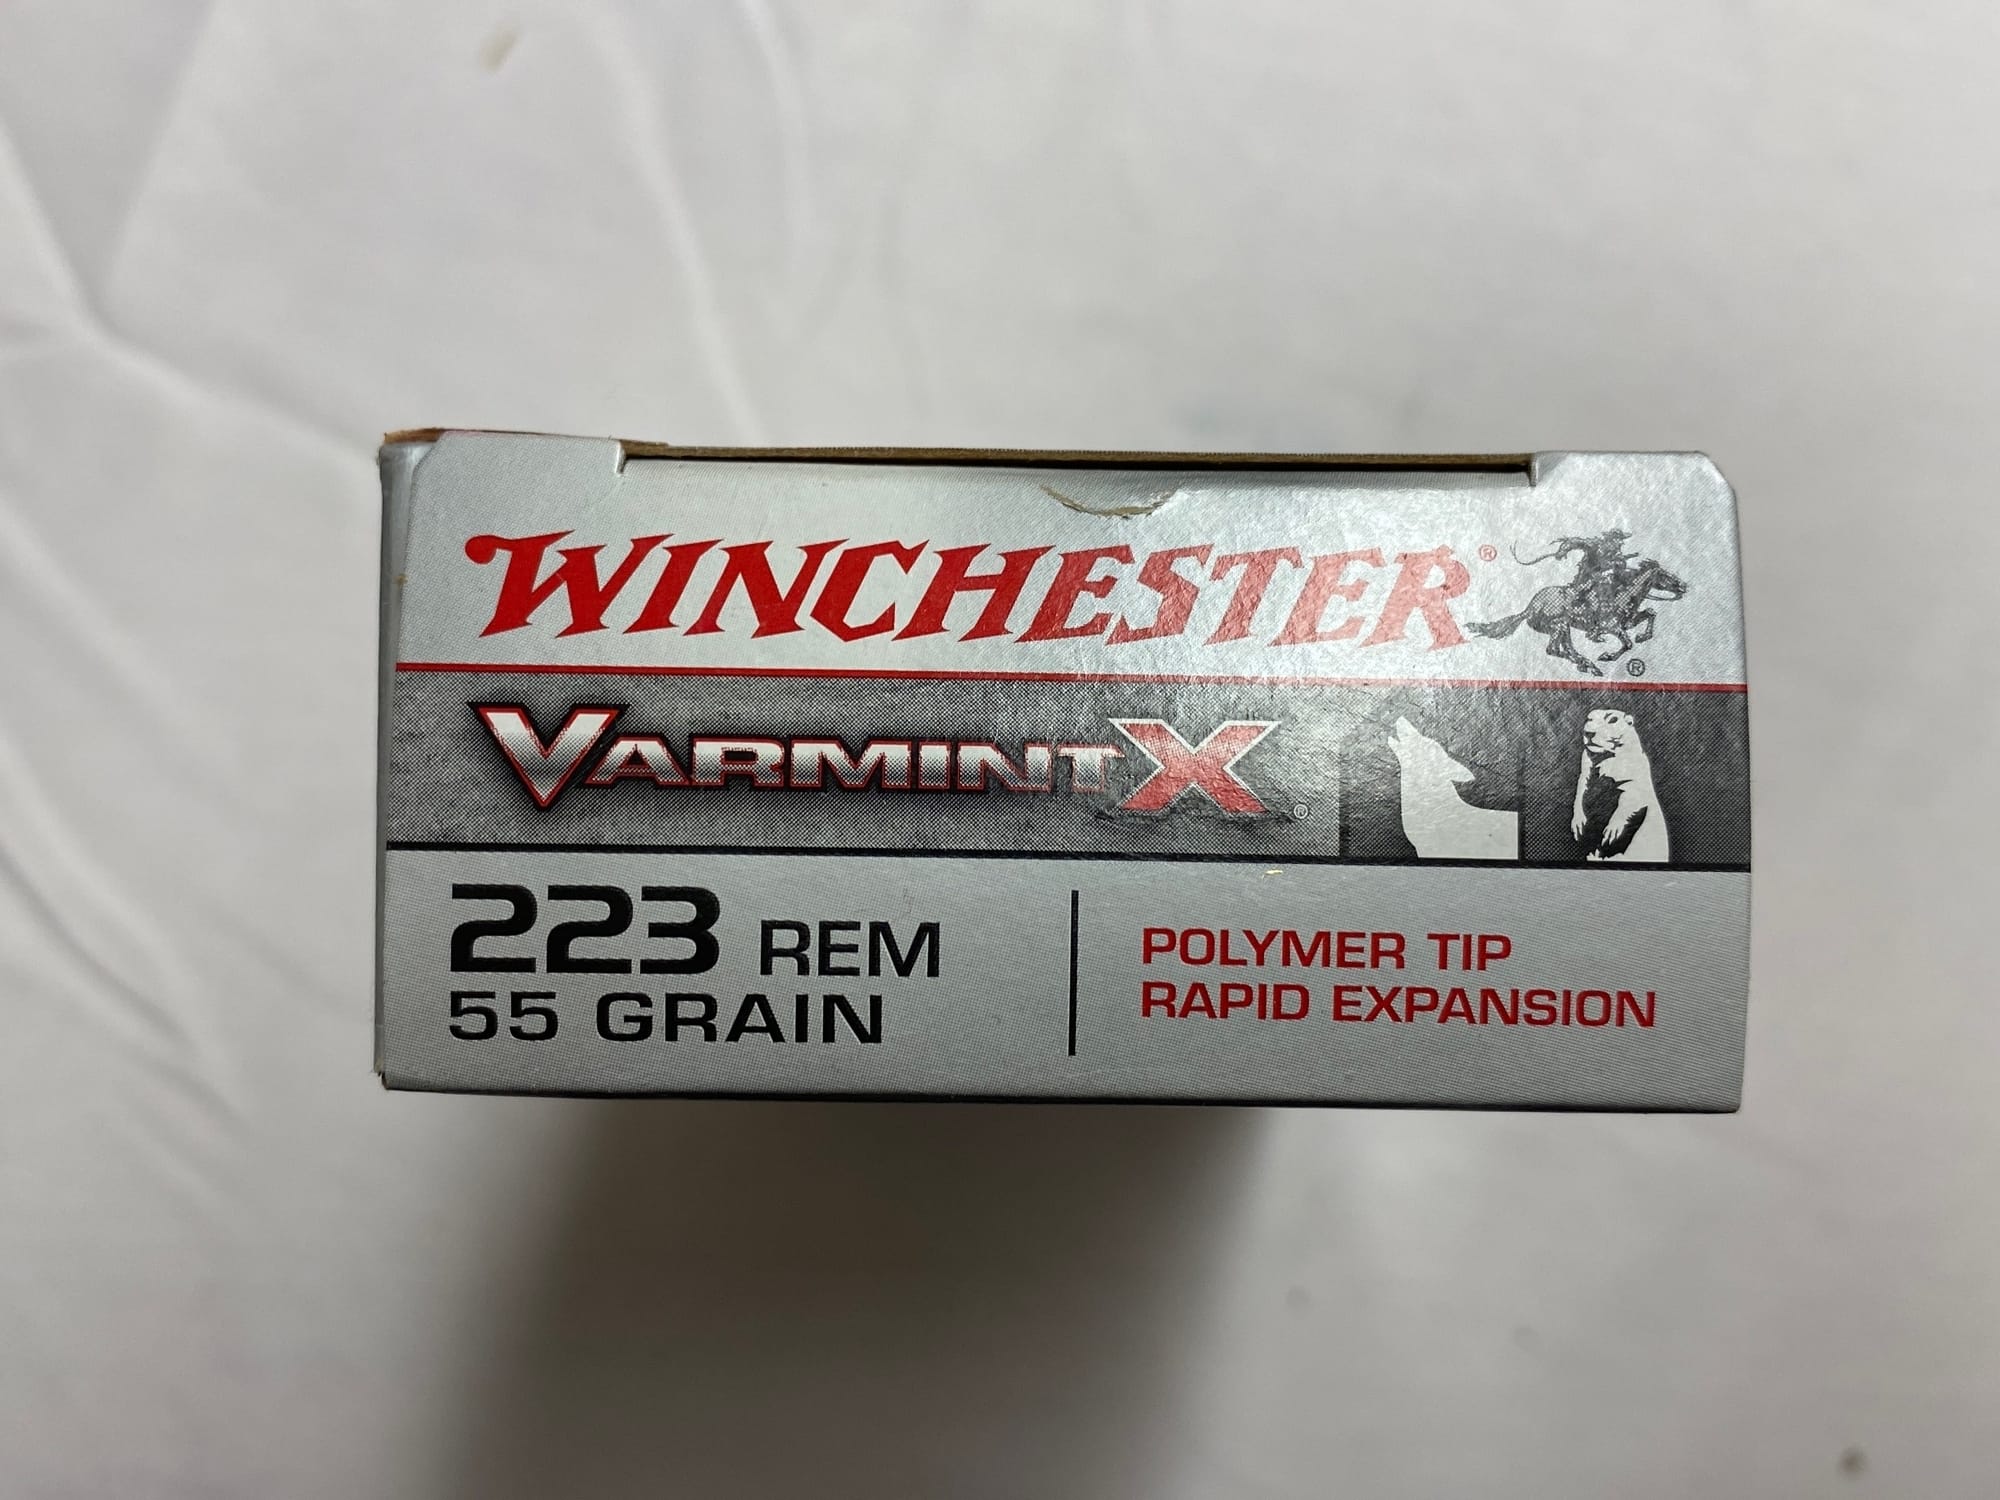 WINCHESTER®
®
VARMINT X®
223 REM
55 GRAIN
POLYMER TIP
RAPID EXPANSION